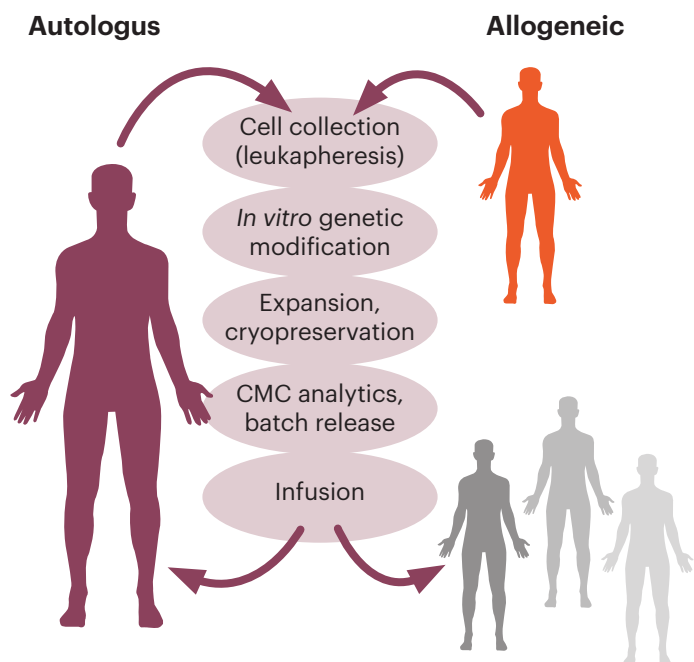 Autologus
Allogeneic
Cell collection
(leukapheresis)
In vitro genetic
modification
Expansion,
cryopreservation
CMC analytics,
batch release
Infusion